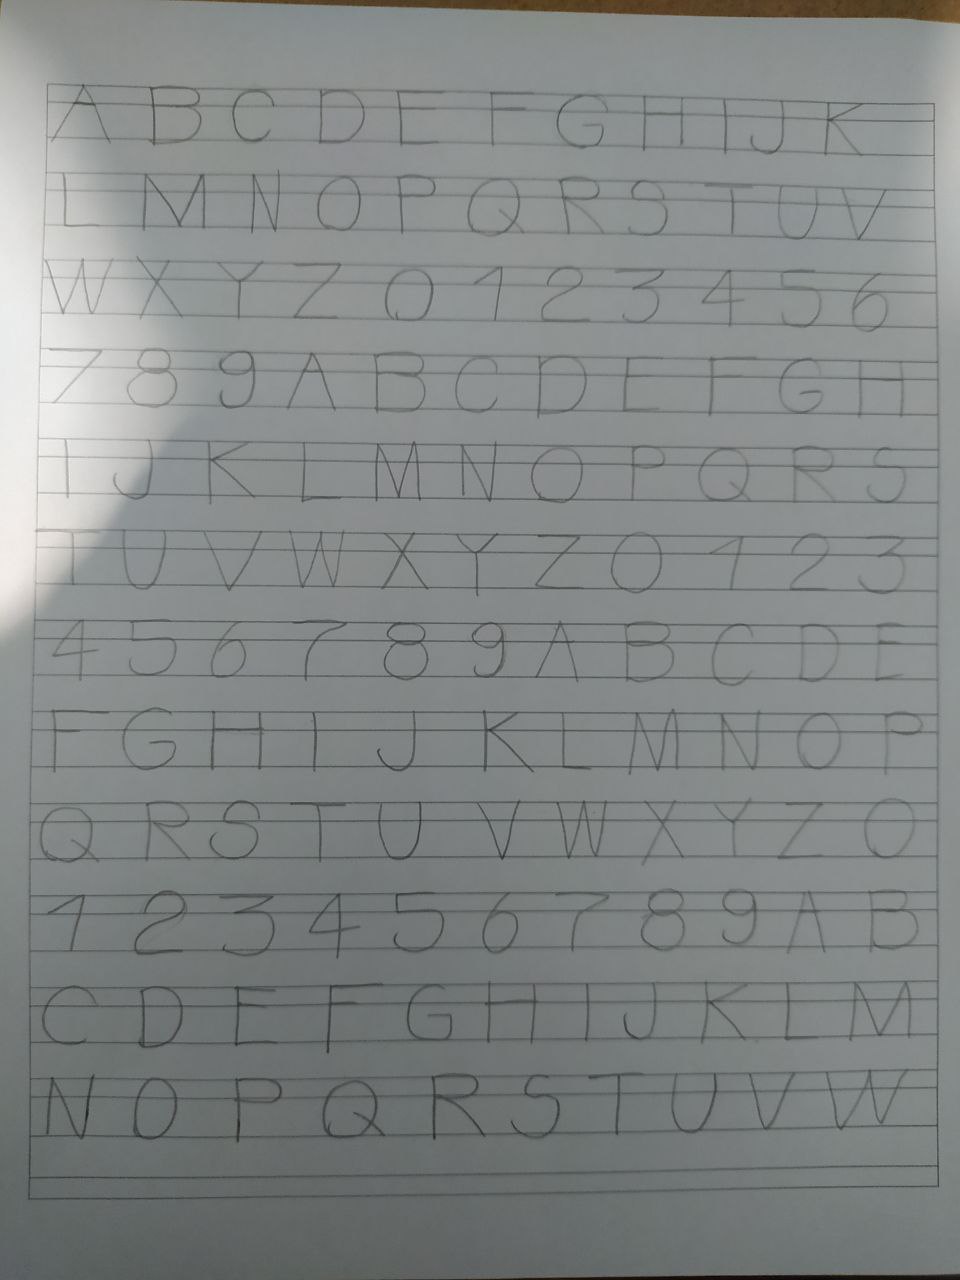 A B C D E F G H I J K
L M N O P Q R S T U V
W X Y Z 0 1 2 3 4 5 6
7 8 9 A B C D E F G H
I J K L M N O P Q R S
T U V W X Y Z 0 1 2 3
4 5 6 7 8 9 A B C D E
F G H I J K L M N O P
Q R S T U V W X Y Z 0
1 2 3 4 5 6 7 8 9 A B
C D E F G H I J K L M
N O P Q R S T U V W